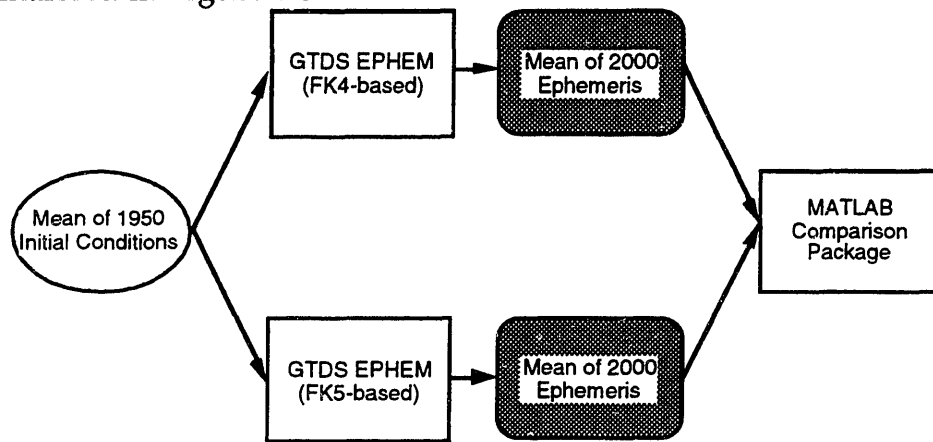 GTDS EPHEM
(FK4-based)
Mean of 2000
Ephemeris
Mean of 1950
Initial Conditions
MATLAB
Comparison
Package
GTDS EPHEM
(FK5-based)
Mean of 2000
Ephemeris